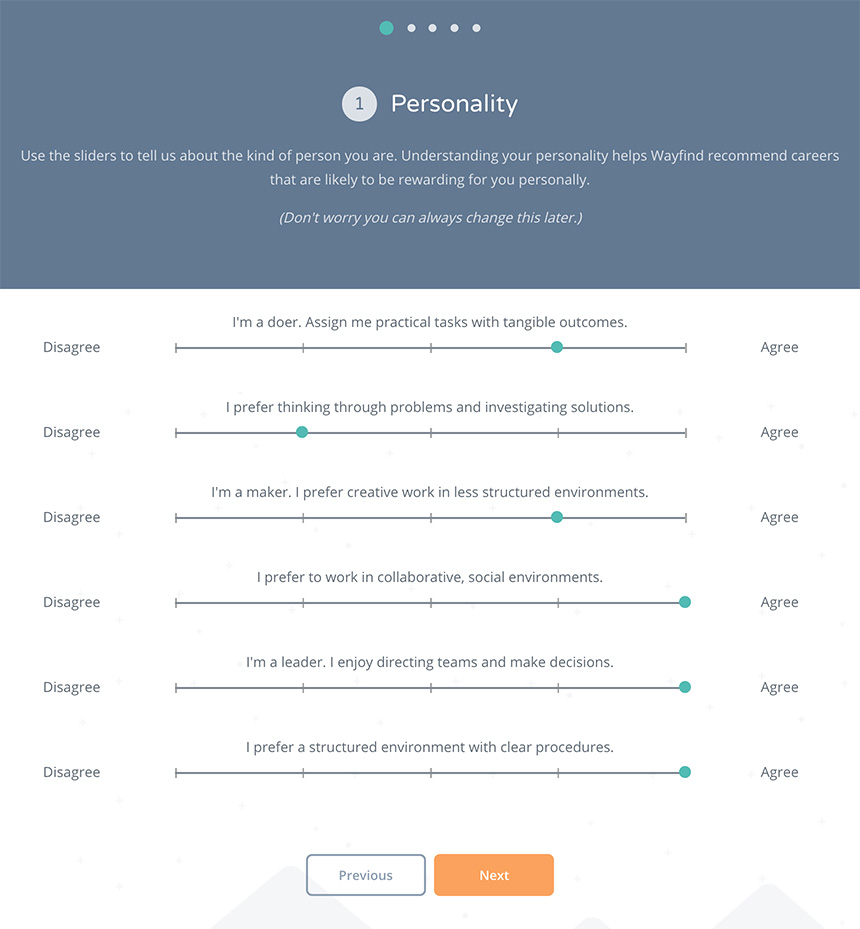 1 Personality
Use the sliders to tell us about the kind of person you are. Understanding your personality helps Wayfind recommend careers
that are likely to be rewarding for you personally.
(Don't worry you can always change this later.)
I'm a doer. Assign me practical tasks with tangible outcomes.
Disagree Agree
I prefer thinking through problems and investigating solutions.
Disagree Agree
I'm a maker. I prefer creative work in less structured environments.
Disagree Agree
I prefer to work in collaborative, social environments.
Disagree Agree
I'm a leader. I enjoy directing teams and make decisions.
Disagree Agree
I prefer a structured environment with clear procedures.
Disagree Agree
Previous Next